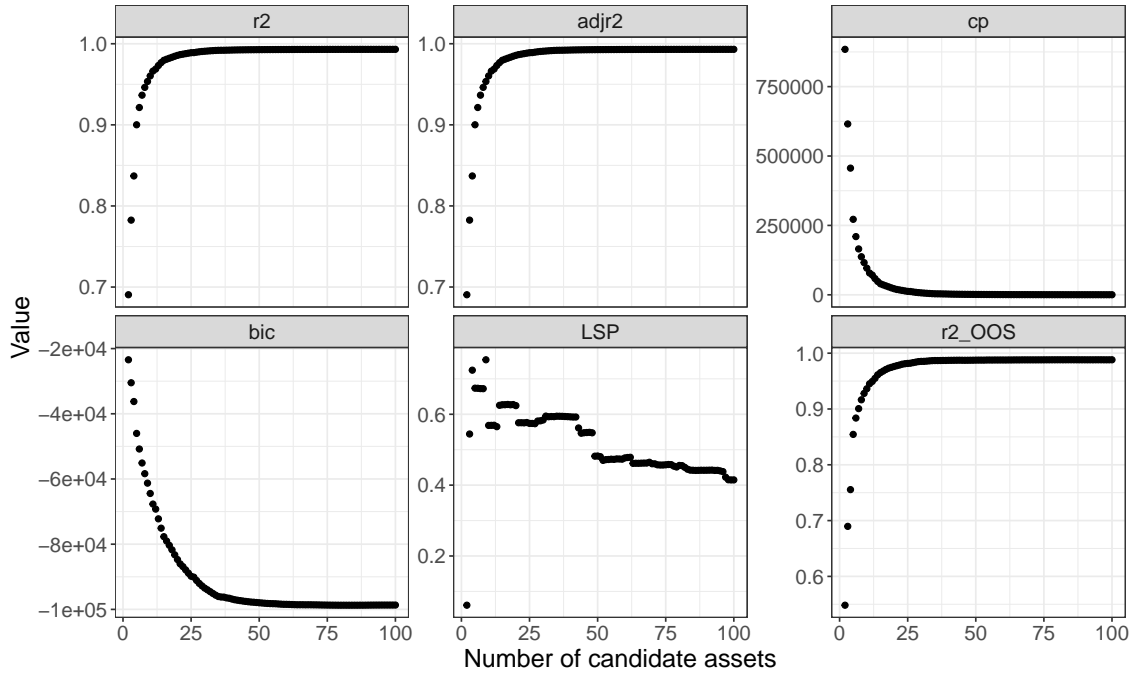 r2
adjr2
cp
1.0
0.9
0.8
0.7
1.0
0.9
0.8
0.7
750000
500000
250000
0
bic
LSP
r2_OOS
−2e+04
−4e+04
−6e+04
−8e+04
−1e+05
0.6
0.4
0.2
1.0
0.9
0.8
0.7
0.6
0 25 50 75 100
0 25 50 75 100
0 25 50 75 100
Value
Number of candidate assets